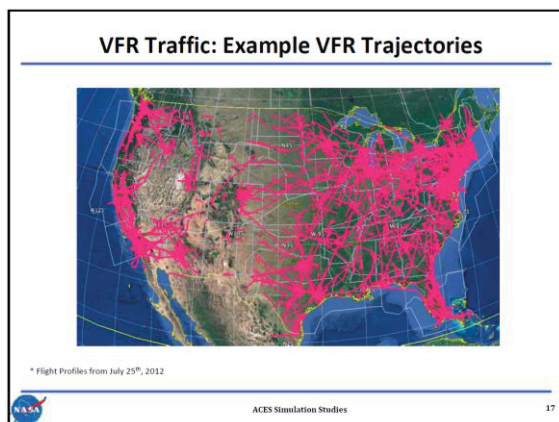 VFR Traffic: Example VFR Trajectories
* Flight Profiles from July 25th, 2012
NASA
ACES Simulation Studies
17